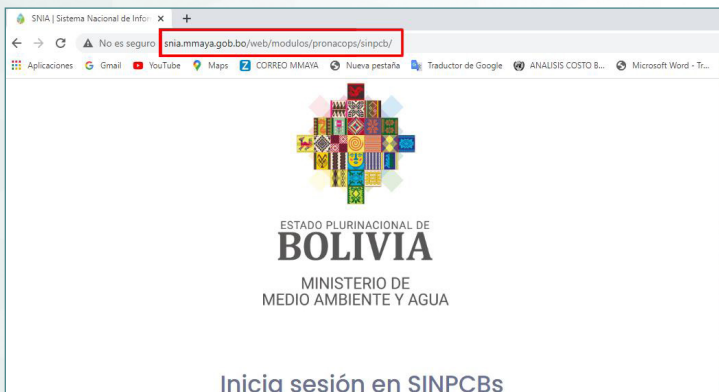 SNIA | Sistema Nacional de Infor
No es seguro
snia.mmaya.gob.bo/web/modulos/pronacops/sinpcb/
Aplicaciones Gmail YouTube Maps CORREO MMAYA Nueva pestaña Traductor de Google ANALISIS COSTO B... Microsoft Word - Tr...
ESTADO PLURINACIONAL DE
BOLIVIA
MINISTERIO DE
MEDIO AMBIENTE Y AGUA
Inicia sesión en SINPCBs